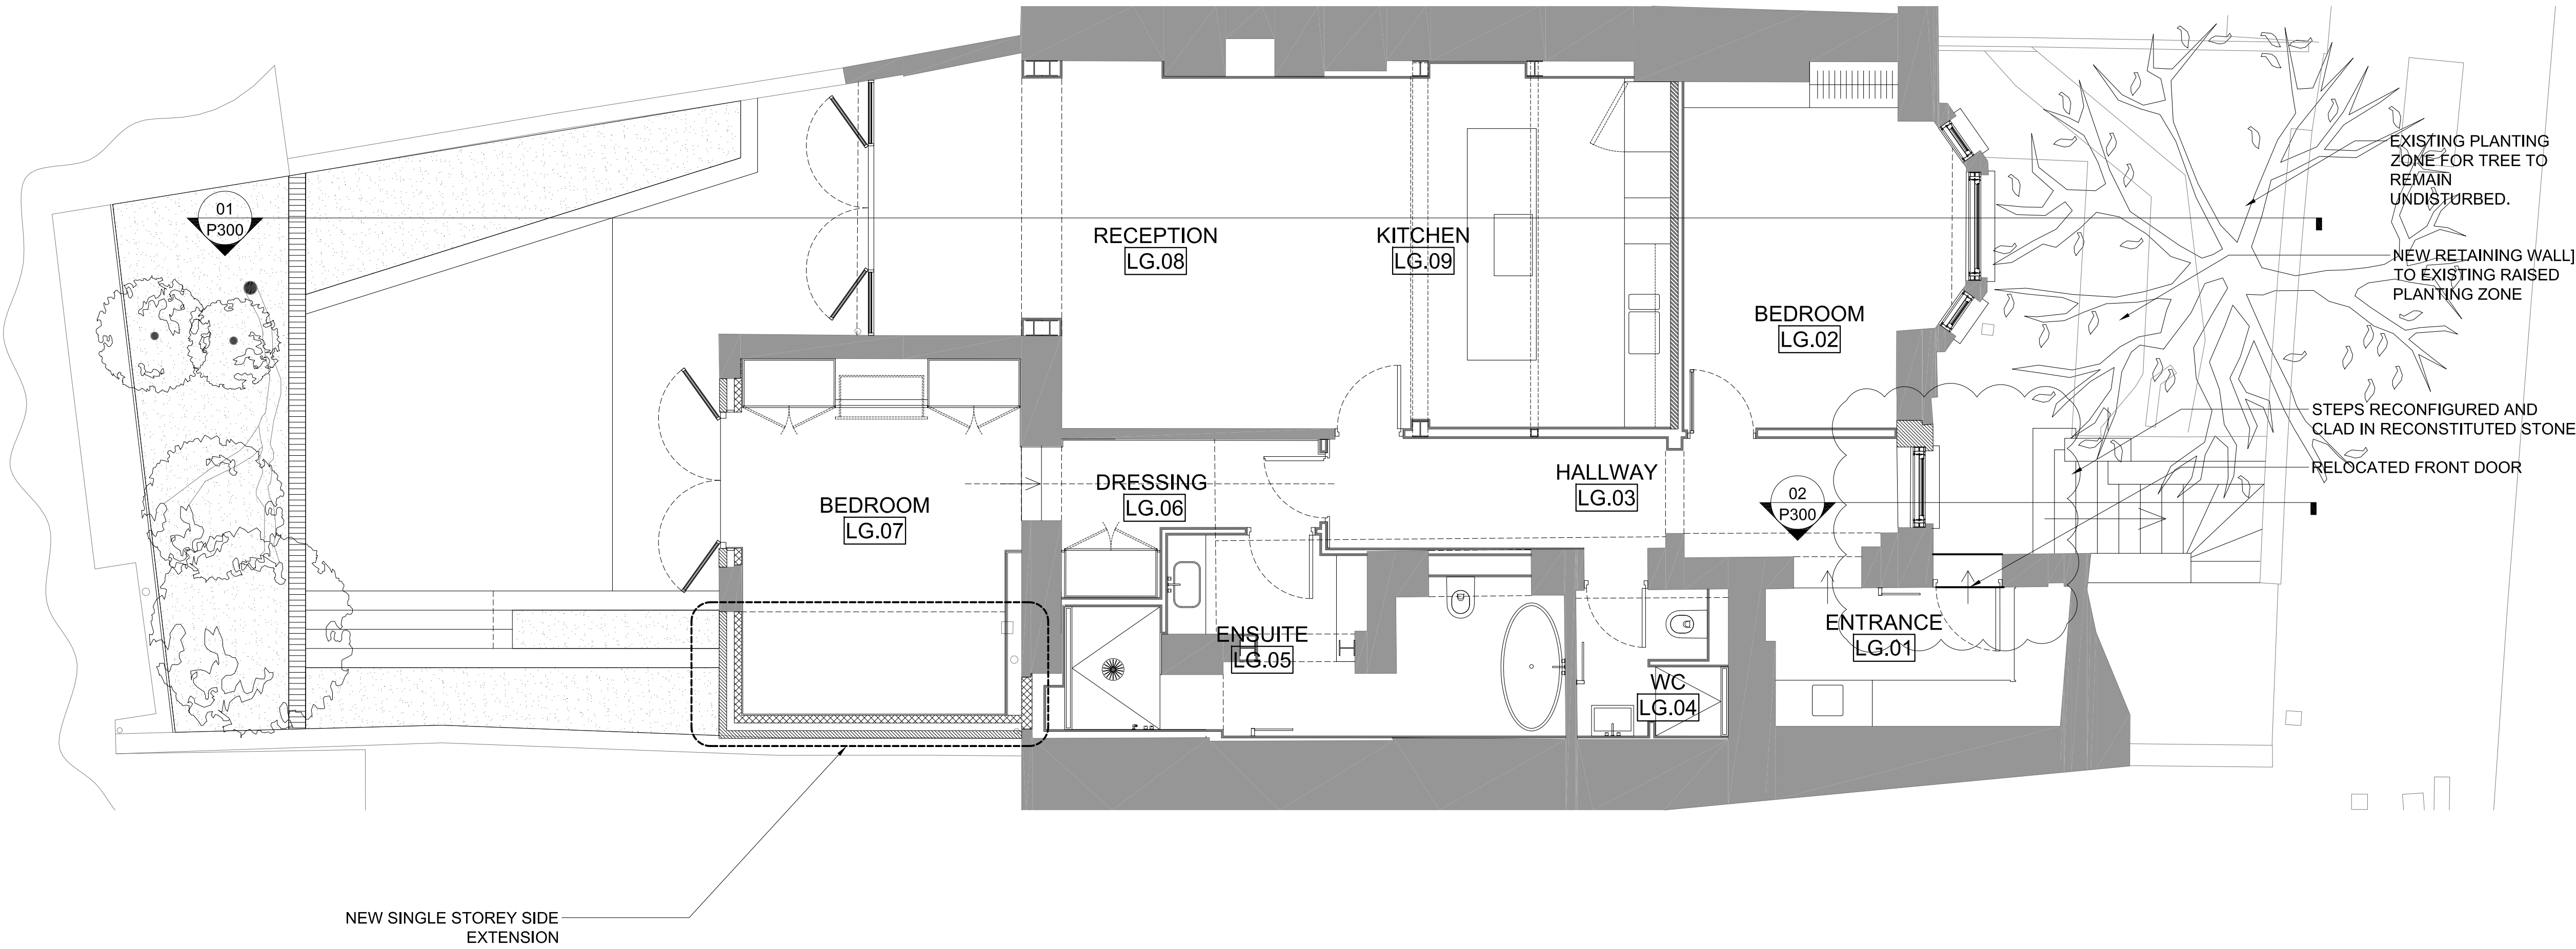 EXISTING PLANTING
ZONE FOR TREE TO
REMAIN
UNDISTURBED.
01
P300
RECEPTION
LG.08
KITCHEN
LG.09
NEW RETAINING WALL]
TO EXISTING RAISED
PLANTING ZONE
BEDROOM
LG.02
STEPS RECONFIGURED AND
CLAD IN RECONSTITUTED STONE
RELOCATED FRONT DOOR
HALLWAY
LG.03
DRESSING
LG.06
BEDROOM
LG.07
02
P300
ENTRANCE
LG.01
ENSUITE
LG.05
WC
LG.04
NEW SINGLE STOREY SIDE
EXTENSION